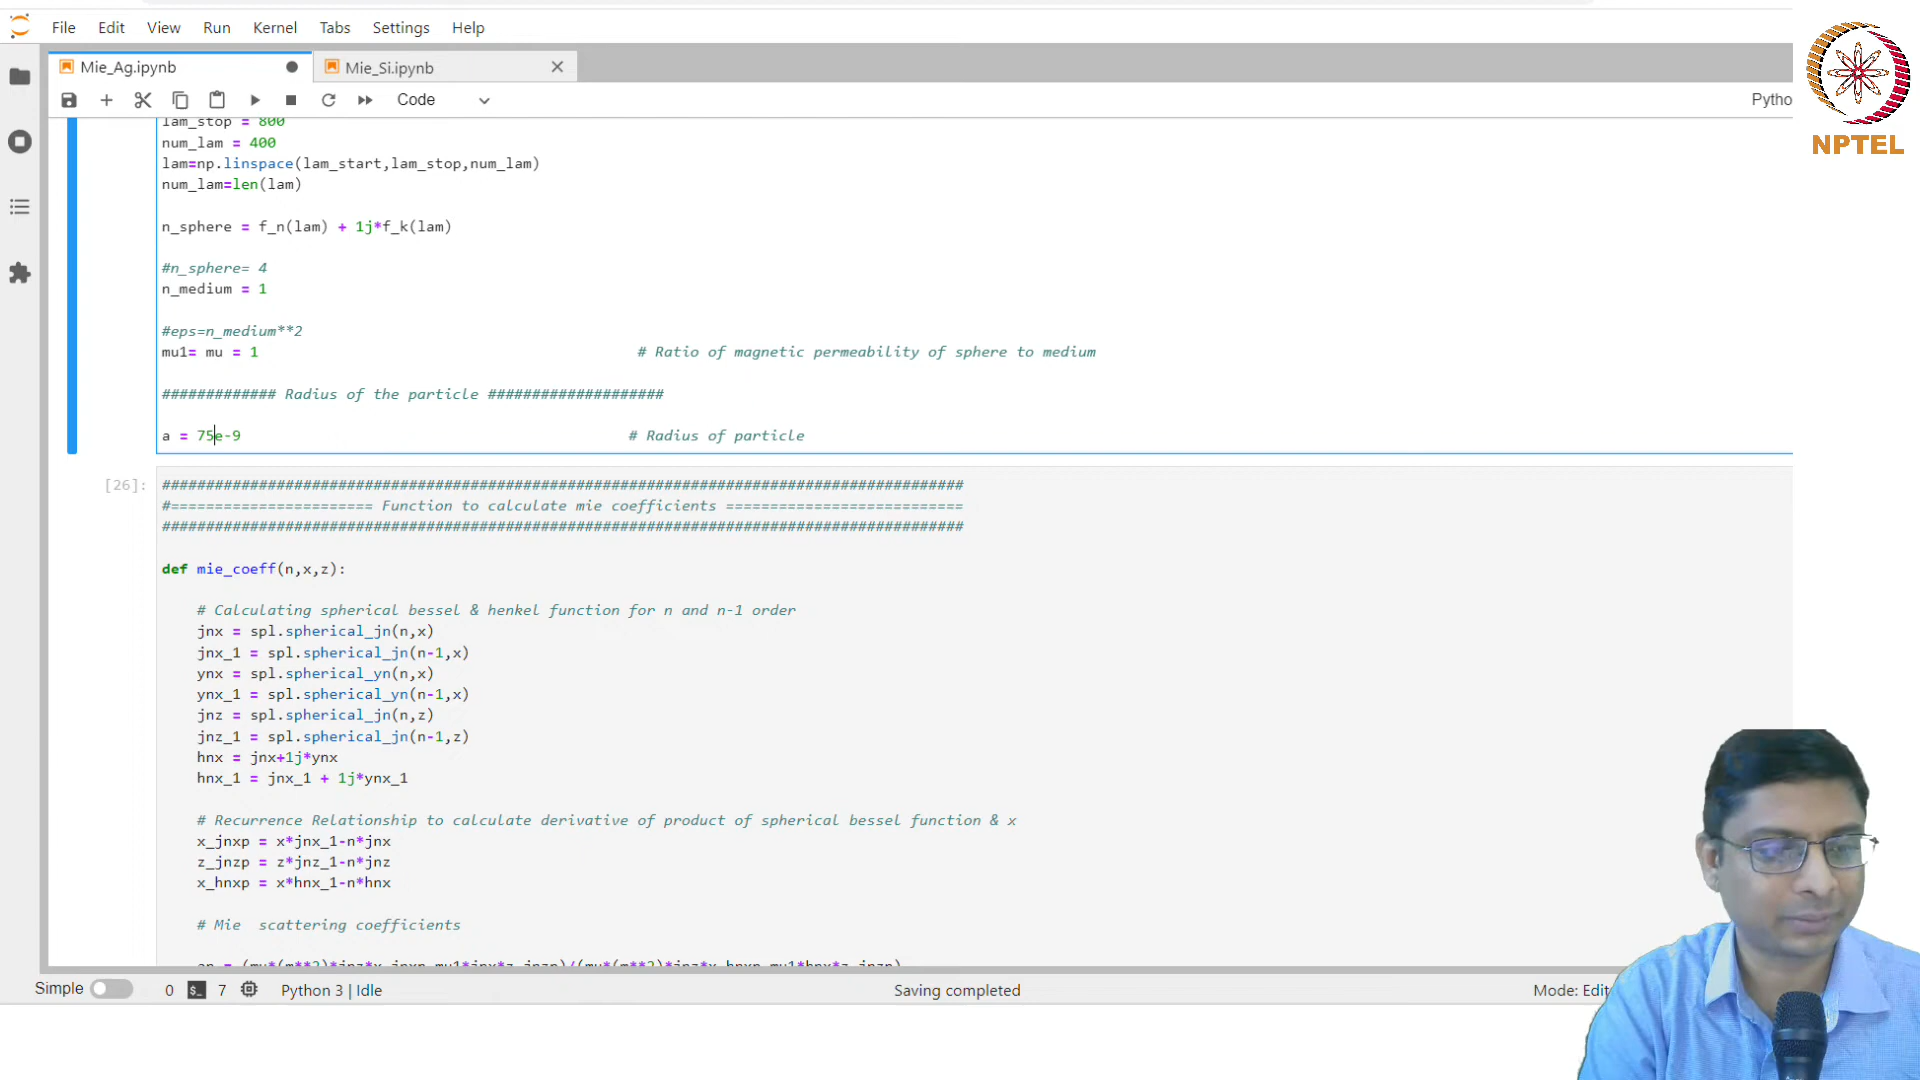 File Edit View Run Kernel Tabs Settings Help
Mie_Ag.ipynb
Mie_Si.ipynb
Code
Pytho
NPTEL
lam_stop = 800
num_lam = 400
lam=np.linspace(lam_start,lam_stop,num_lam)
num_lam=len(lam)
n_sphere = f_n(lam) + 1j*f_k(lam)
#n_sphere= 4
n_medium = 1
#eps=n_medium**2
mu1= mu = 1 # Ratio of magnetic permeability of sphere to medium
############# Radius of the particle ####################
a = 75e-9 # Radius of particle
[26]:
###########################################################################################
#======================= Function to calculate mie coefficients ===========================
###########################################################################################
def mie_coeff(n,x,z):
# Calculating spherical bessel & henkel function for n and n-1 order
jnx = spl.spherical_jn(n,x)
jnx_1 = spl.spherical_jn(n-1,x)
ynx = spl.spherical_yn(n,x)
ynx_1 = spl.spherical_yn(n-1,x)
jnz = spl.spherical_jn(n,z)
jnz_1 = spl.spherical_jn(n-1,z)
hnx = jnx+1j*ynx
hnx_1 = jnx_1 + 1j*ynx_1
# Recurrence Relationship to calculate derivative of product of spherical bessel function & x
x_jnxp = x*jnx_1-n*jnx
z_jnzp = z*jnz_1-n*jnz
x_hnxp = x*hnx_1-n*hnx
# Mie  scattering coefficients
Simple 0 7 Python 3 | Idle Saving completed Mode: Edi